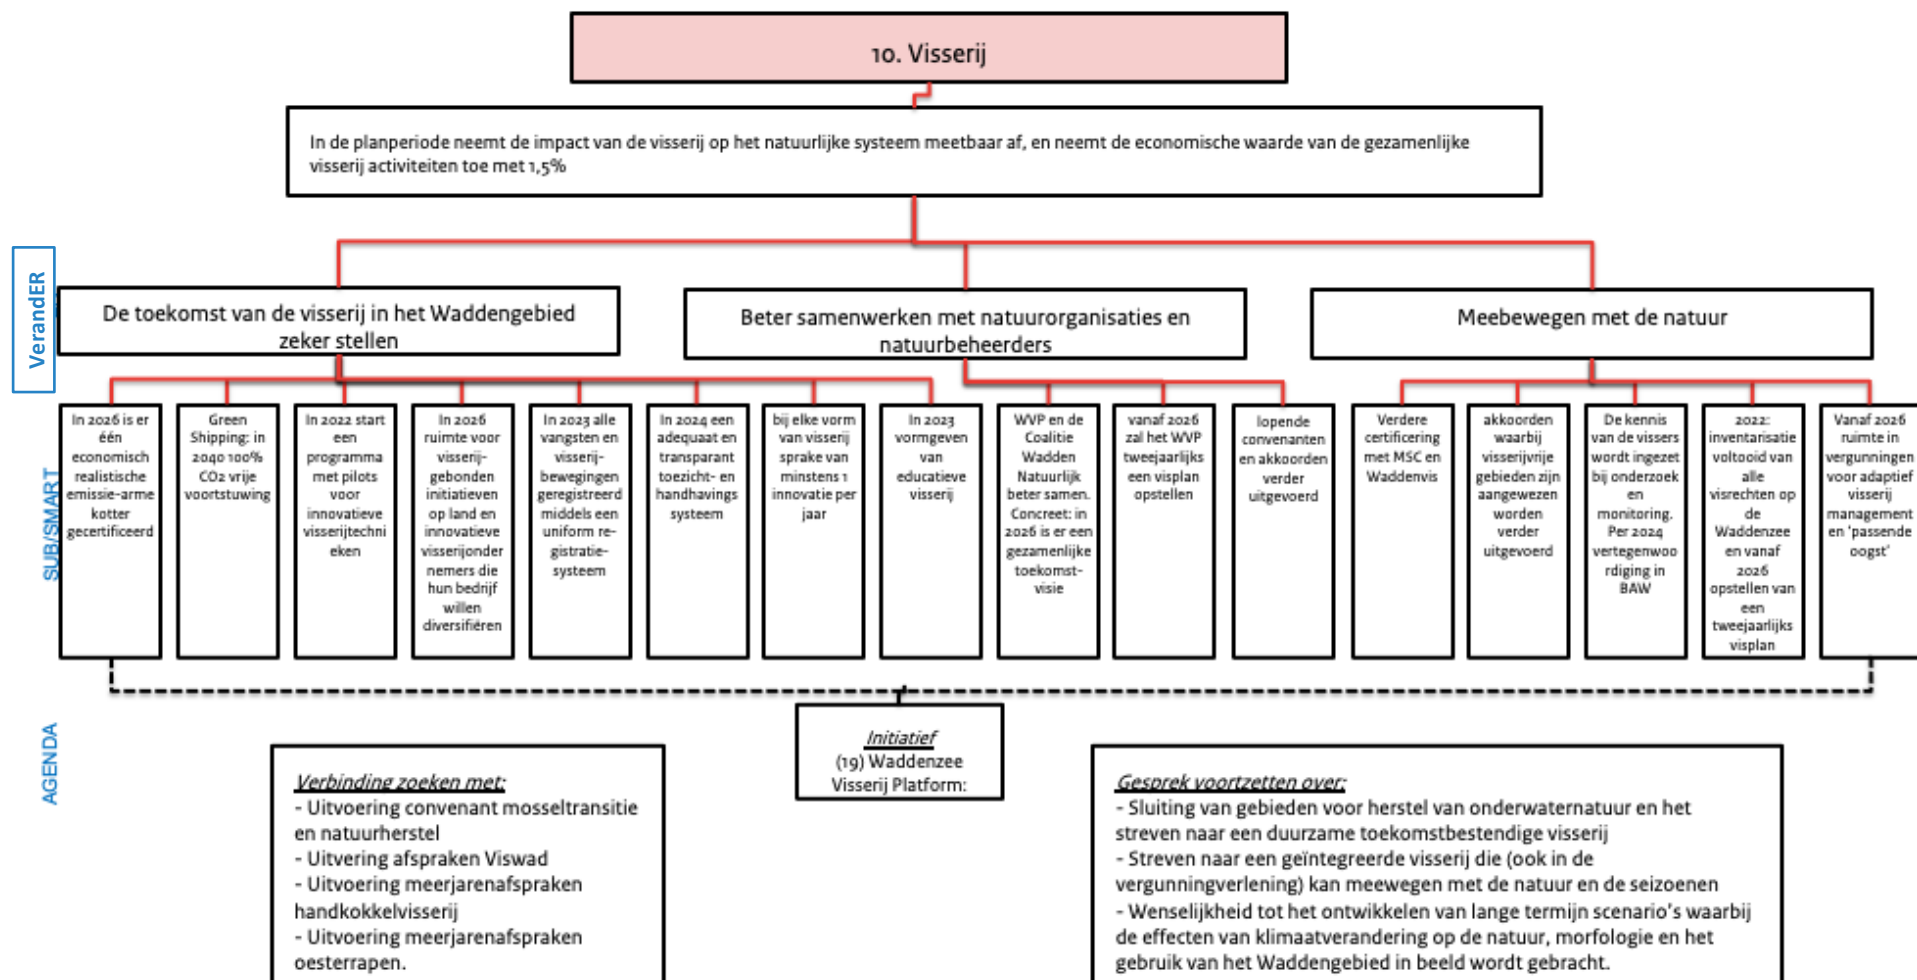 10. Visserij
In de planperiode neemt de impact van de visserij op het natuurlijke systeem meetbaar af, en neemt de economische waarde van de gezamenlijke
visserij activiteiten toe met 1,5%
VerandER
De toekomst van de visserij in het Waddengebied
zeker stellen
Beter samenwerken met natuurorganisaties en
natuurbeheerders
Meebewegen met de natuur
SUB/SMART
In 2026 is er
één
economisch
realistische
emissie-arme
kotter
gecertificeerd
Green
Shipping: in
2040 100%
CO2 vrije
voortstuwing
In 2022 start
een
programma
met pilots
voor
innovatieve
visserijtechni
eken
In 2026
ruimte voor
visserij-
gebonden
initiatieven
op land en
innovatieve
visserijonder
nemers die
hun bedrijf
willen
diversifiëren
In 2023 alle
vangsten en
visserij-
bewegingen
geregistreerd
middels een
uniform re-
gistratie-
systeem
In 2024 een
adequaat en
transparant
toezicht- en
handhavings
systeem
bij elke vorm
van visserij
sprake van
minstens 1
innovatie per
jaar
In 2023
vormgeven
van
educatieve
visserij
WVP en de
Coalitie
Wadden
Natuurlijk
beter samen.
Concreet: in
2026 is er een
gezamenlijke
toekomst-
visie
vanaf 2026
zal het WVP
tweejaarlijks
een visplan
opstellen
lopende
convenanten
en akkoorden
verder
uitgevoerd
Verdere
certificering
met MSC en
Waddenvis
akkoorden
waarbij
visserijvrije
gebieden zijn
aangewezen
worden
verder
uitgevoerd
De kennis
van de vissers
wordt ingezet
bij onderzoek
en
monitoring.
Per 2024
vertegenwoo
rdiging in
BAW
2022:
inventarisatie
voltooid van
alle
visrechten op
de
Waddenzee
en vanaf
2026
opstellen van
een
tweejaarlijks
visplan
Vanaf 2026
ruimte in
vergunningen
voor adaptief
visserij
management
en 'passende
oogst'
AGENDA
Initiatief
(19) Waddenzee
Visserij Platform:
Verbinding zoeken met:
- Uitvoering convenant mosseltransitie
en natuurherstel
- Uitvering afspraken Viswad
- Uitvoering meerjarenafspraken
handkokkelvisserij
- Uitvoering meerjarenafspraken
oesterrapen.
Gesprek voortzetten over:
- Sluiting van gebieden voor herstel van onderwaternatuur en het
streven naar een duurzame toekomstbestendige visserij
- Streven naar een geïntegreerde visserij die (ook in de
vergunningverlening) kan meewegen met de natuur en de seizoenen
- Wenselijkheid tot het ontwikkelen van lange termijn scenario's waarbij
de effecten van klimaatverandering op de natuur, morfologie en het
gebruik van het Waddengebied in beeld wordt gebracht.